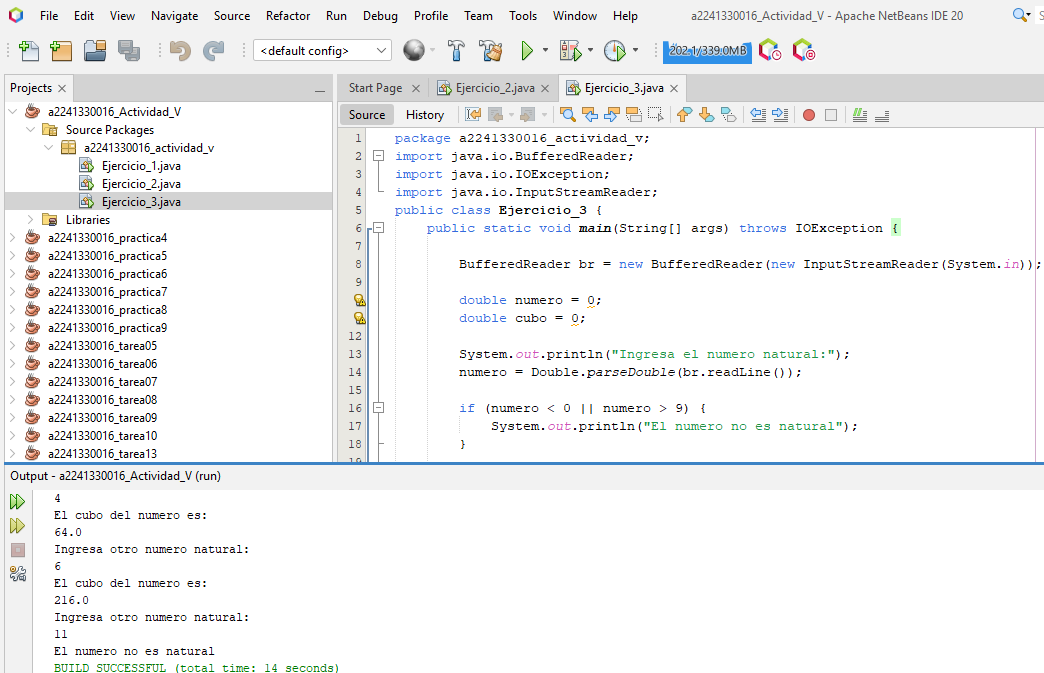 File Edit View Navigate Source Refactor Run Debug Profile Team Tools Window Help a2241330016_Actividad_V - Apache NetBeans IDE 20
<default config> 202.1/339.0MB
Projects
a2241330016_Actividad_V
Source Packages
a2241330016_actividad_v
Ejercicio_1.java
Ejercicio_2.java
Ejercicio_3.java
Libraries
a2241330016_practica4
a2241330016_practica5
a2241330016_practica6
a2241330016_practica7
a2241330016_practica8
a2241330016_practica9
a2241330016_tarea05
a2241330016_tarea06
a2241330016_tarea07
a2241330016_tarea08
a2241330016_tarea09
a2241330016_tarea10
a2241330016_tarea13
Start Page Ejercicio_2.java Ejercicio_3.java
Source History
1 package a2241330016_actividad_v;
2 import java.io.BufferedReader;
3 import java.io.IOException;
4 import java.io.InputStreamReader;
5 public class Ejercicio_3 {
6 public static void main(String[] args) throws IOException {
7
8 BufferedReader br = new BufferedReader(new InputStreamReader(System.in));
9
double numero = 0;
double cubo = 0;
12
13 System.out.println("Ingresa el numero natural:");
14 numero = Double.parseDouble(br.readLine());
15
16 if (numero < 0 || numero > 9) {
17 System.out.println("El numero no es natural");
18 }
19
Output - a2241330016_Actividad_V (run)
4
El cubo del numero es:
64.0
Ingresa otro numero natural:
6
El cubo del numero es:
216.0
Ingresa otro numero natural:
11
El numero no es natural
BUILD SUCCESSFUL (total time: 14 seconds)